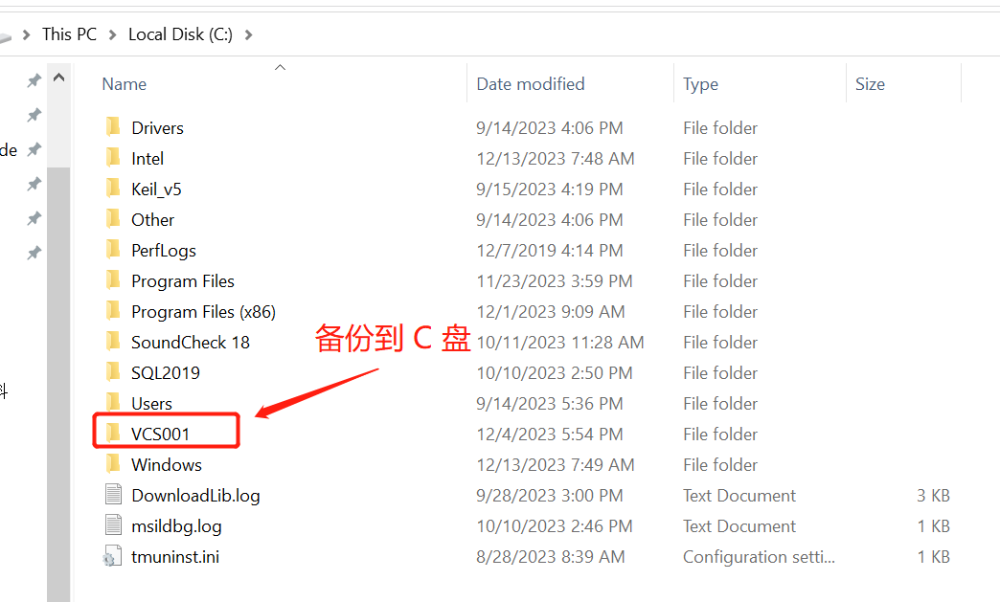 This PC > Local Disk (C:) >
Name Date modified Type Size
Drivers 9/14/2023 4:06 PM File folder
de
Intel 12/13/2023 7:48 AM File folder
Keil_v5 9/15/2023 4:19 PM File folder
Other 9/14/2023 4:06 PM File folder
PerfLogs 12/7/2019 4:14 PM File folder
Program Files 11/23/2023 3:59 PM File folder
Program Files (x86) 12/1/2023 9:09 AM File folder
备份到 C 盘
SoundCheck 18 10/11/2023 11:28 AM File folder
SQL2019 10/10/2023 2:50 PM File folder
Users 9/14/2023 5:36 PM File folder
VCS001 12/4/2023 5:54 PM File folder
Windows 12/13/2023 7:49 AM File folder
DownloadLib.log 9/28/2023 3:00 PM Text Document 3 KB
msildbg.log 10/10/2023 2:46 PM Text Document 1 KB
tmuninst.ini 8/28/2023 8:39 AM Configuration setti... 1 KB